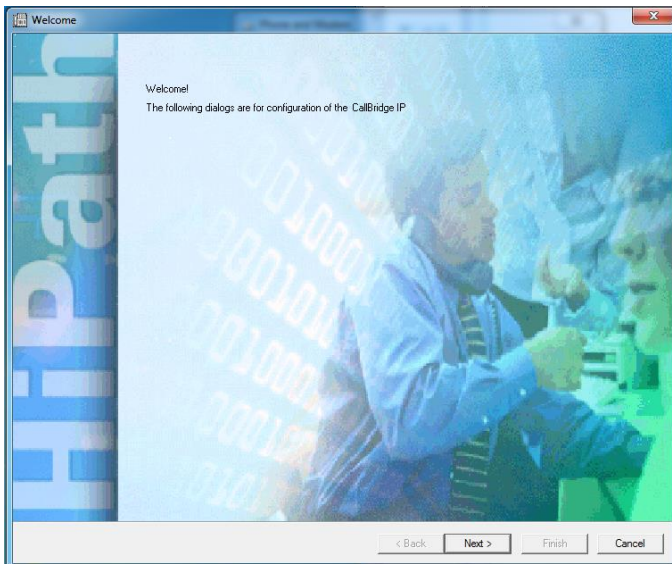 Welcome
Welcome!
The following dialogs are for configuration of the CallBridge IP
HiPath
< Back
Next >
Finish
Cancel